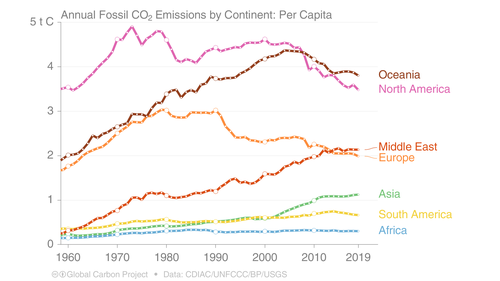 Annual Fossil CO₂ Emissions by Continent: Per Capita
5 t C
4
3
2
1
0
1960 1970 1980 1990 2000 2010 2019
Oceania
North America
Middle East
Europe
Asia
South America
Africa
Global Carbon Project • Data: CDIAC/UNFCCC/BP/USGS